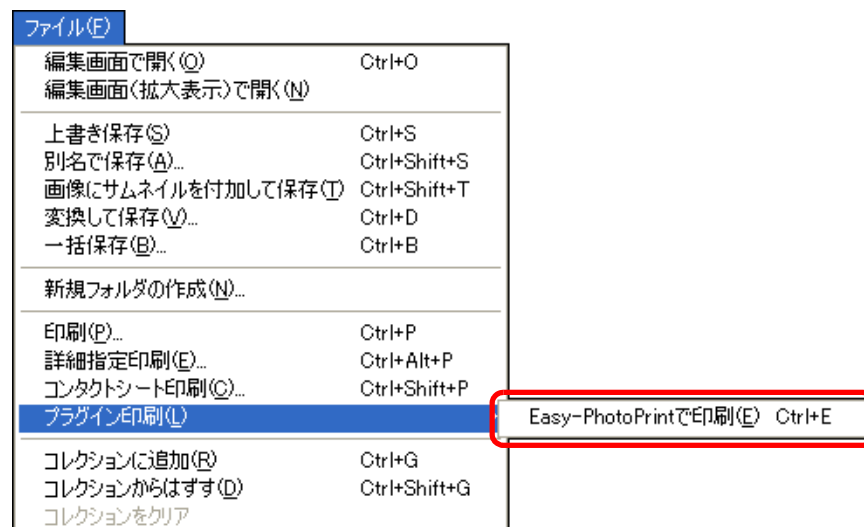 ファイル(F)
編集画面で開く(O) Ctrl+O
編集画面(拡大表示)で開く(N)
上書き保存(S) Ctrl+S
別名で保存(A)... Ctrl+Shift+S
画像にサムネイルを付加して保存(T) Ctrl+Shift+T
変換して保存(V)... Ctrl+D
一括保存(B)... Ctrl+B
新規フォルダの作成(N)...
印刷(P)... Ctrl+P
詳細指定印刷(E)... Ctrl+Alt+P
コンタクトシート印刷(C)... Ctrl+Shift+P
プラグイン印刷(L) Easy-PhotoPrintで印刷(E) Ctrl+E
コレクションに追加(R) Ctrl+G
コレクションからはずす(D) Ctrl+Shift+G
コレクションをクリア